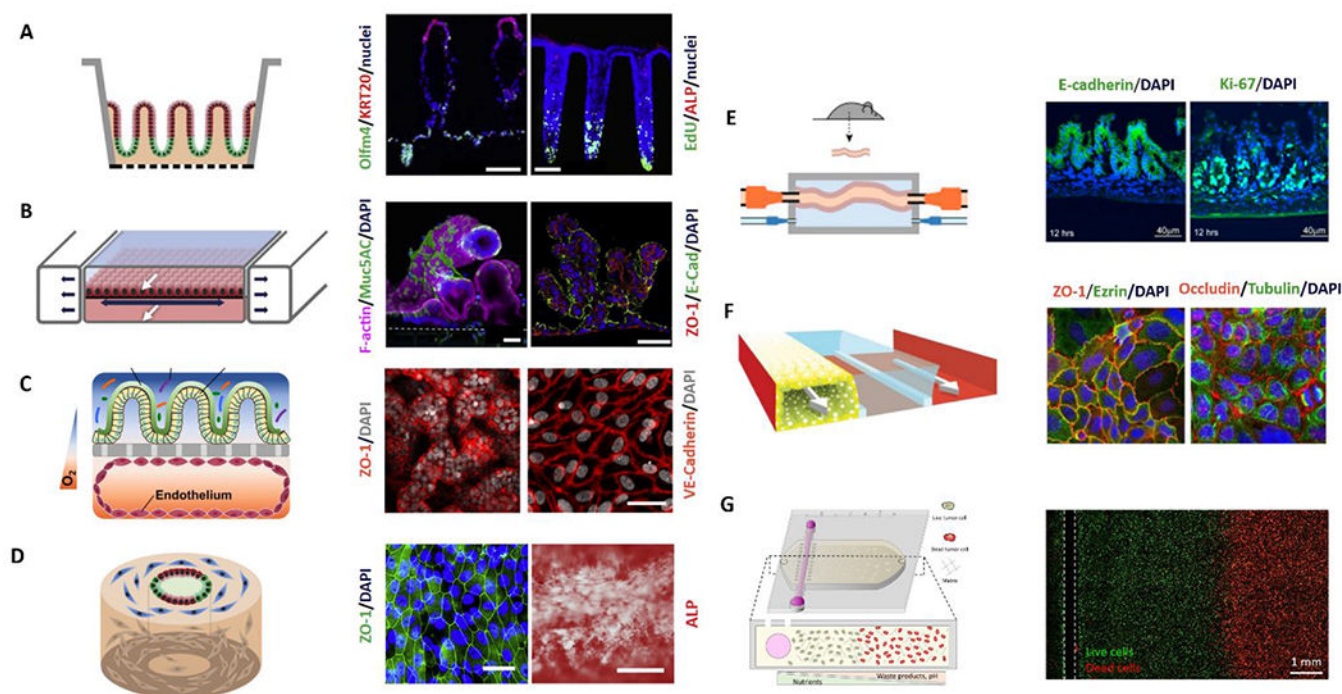 A
Olfm4/KRT20/nuclei
EdU/ALP/nuclei
B
F-actin/Muc5AC/DAPI
ZO-1/E-Cad/DAPI
C
O2
Endothelium
ZO-1/DAPI
VE-Cadherin/DAPI
D
ZO-1/DAPI
ALP
E
E-cadherin/DAPI
Ki-67/DAPI
12 hrs
40μm
12 hrs
40μm
F
ZO-1/Ezrin/DAPI
Occludin/Tubulin/DAPI
G
Live tumor cell
Dead tumor cell
Matrix
Waste products, pH
Nutrients
Live cells
Dead cells
1 mm